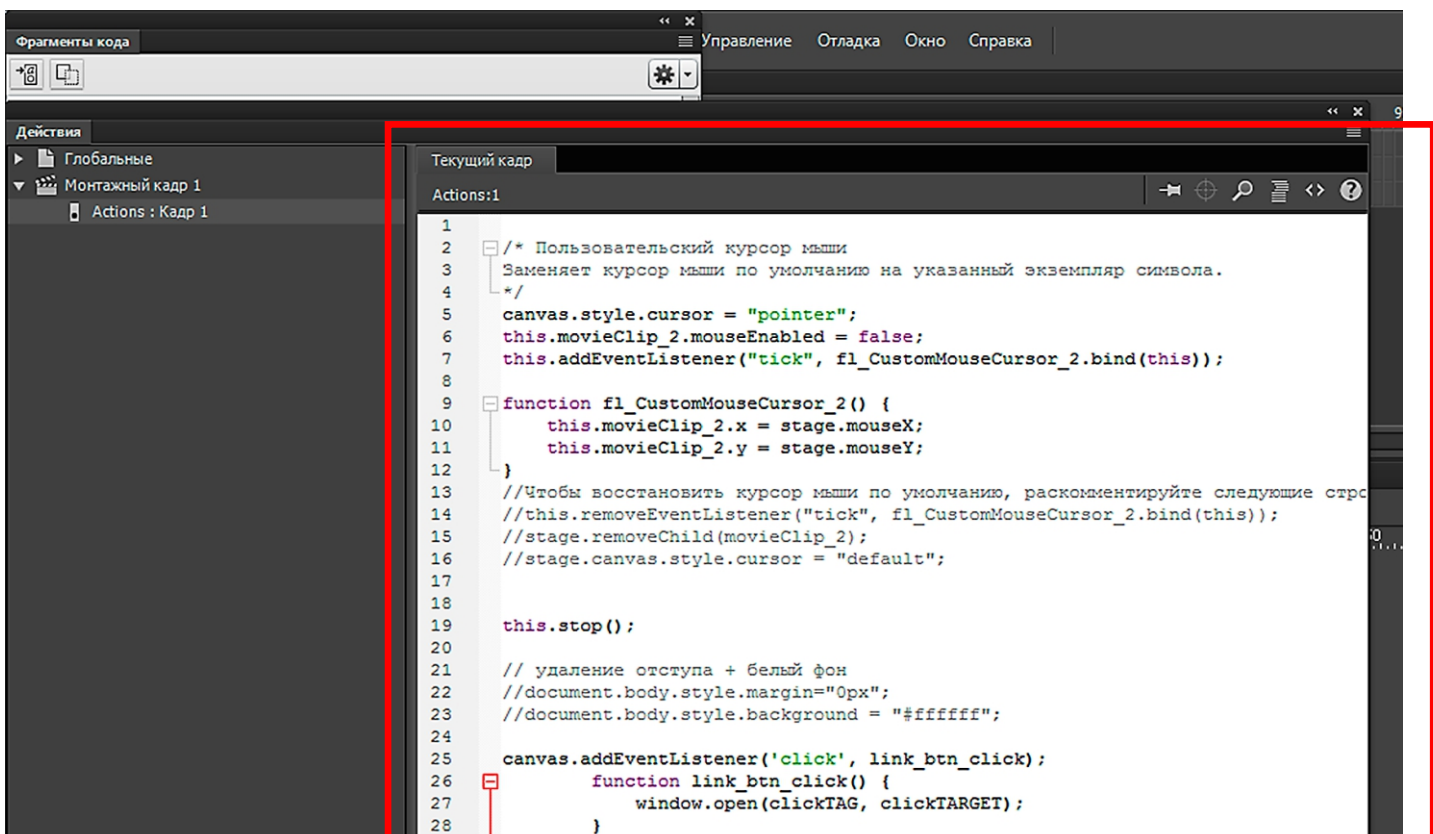 Фрагменты кода
Управление Отладка Окно Справка
9
Действия
Глобальные
Монтажный кадр 1
Actions : Кадр 1
Текущий кадр
Actions:1
1
2 /* Пользовательский курсор мыши
3 Заменяет курсор мыши по умолчанию на указанный экземпляр символа.
4 */
5 canvas.style.cursor = "pointer";
6 this.movieClip_2.mouseEnabled = false;
7 this.addEventListener("tick", fl_CustomMouseCursor_2.bind(this));
8
9 function fl_CustomMouseCursor_2() {
10 this.movieClip_2.x = stage.mouseX;
11 this.movieClip_2.y = stage.mouseY;
12 }
13 //Чтобы восстановить курсор мыши по умолчанию, раскомментируйте следующие стро
14 //this.removeEventListener("tick", fl_CustomMouseCursor_2.bind(this));
15 //stage.removeChild(movieClip_2);
16 //stage.canvas.style.cursor = "default";
17
18
19 this.stop();
20
21 // удаление отступа + белый фон
22 //document.body.style.margin="0px";
23 //document.body.style.background = "#ffffff";
24
25 canvas.addEventListener('click', link_btn_click);
26 function link_btn_click() {
27 window.open(clickTAG, clickTARGET);
28 }